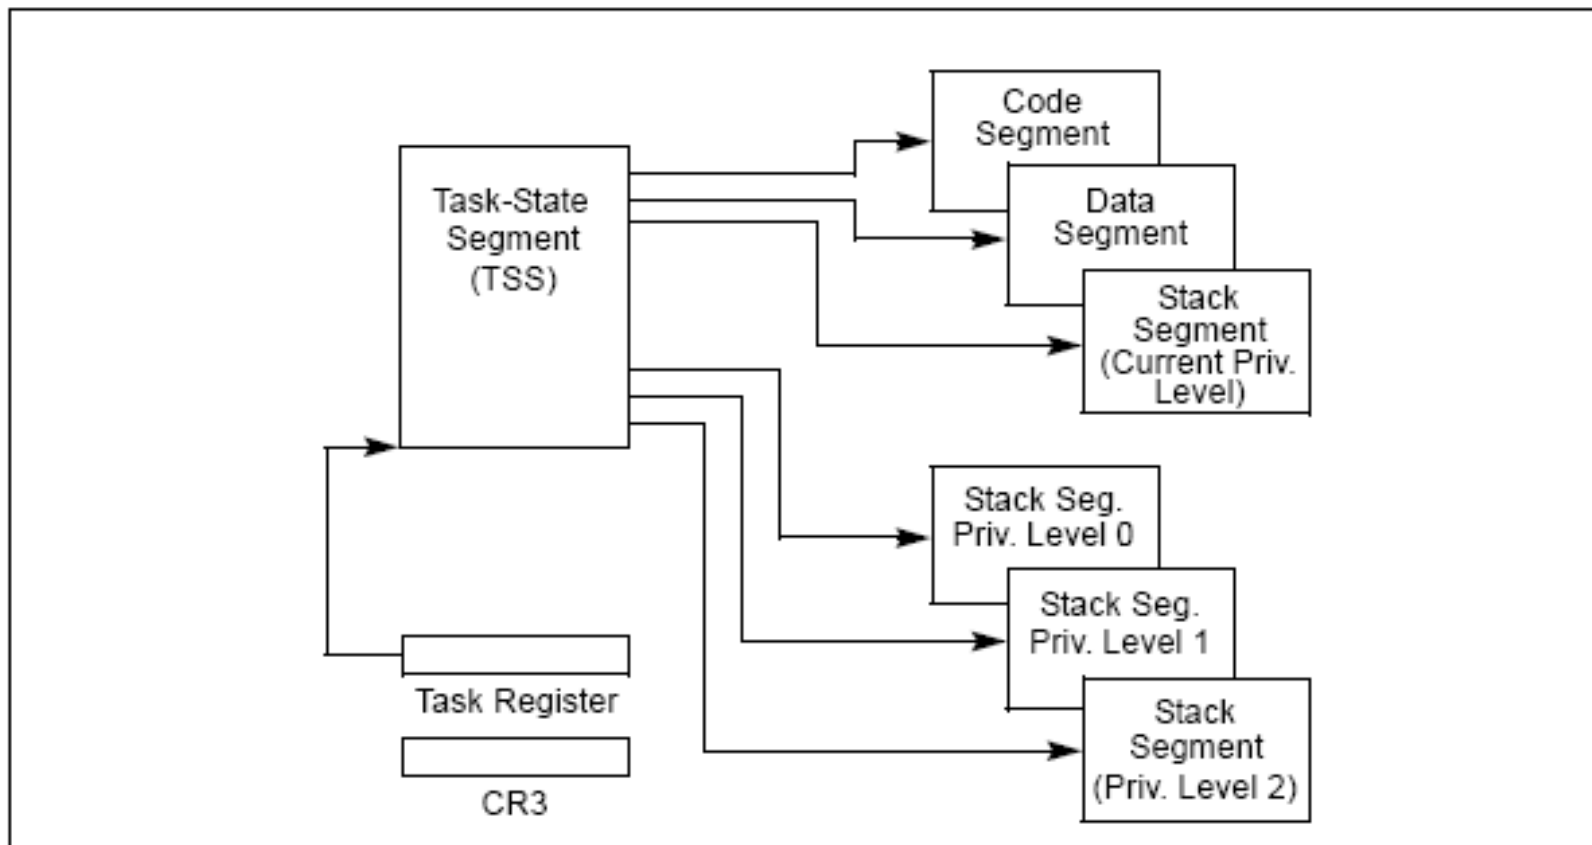 Code
Segment
Task-State
Segment
(TSS)
Data
Segment
Stack
Segment
(Current Priv.
Level)
Stack Seg.
Priv. Level 0
Stack Seg.
Priv. Level 1
Task Register
Stack
Segment
(Priv. Level 2)
CR3